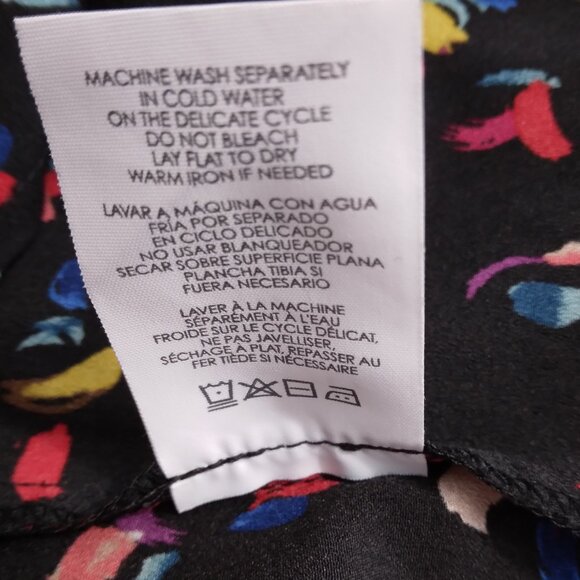 MACHINE WASH SEPARATELY
IN COLD WATER
ON THE DELICATE CYCLE
DO NOT BLEACH
LAY FLAT TO DRY
WARM IRON IF NEEDED
LAVAR A MÁQUINA CON AGUA
FRÍA POR SEPARADO
EN CICLO DELICADO
NO USAR BLANQUEADOR
SECAR SOBRE SUPERFICIE PLANA
PLANCHA TIBIA SI
FUERA NECESARIO
LAVER À LA MACHINE
SÉPARÉMENT À L'EAU
FROIDE SUR LE CYCLE DÉLICAT,
NE PAS JAVELLISER,
SÉCHAGE À PLAT, REPASSER AU
FER TIÈDE SI NÉCESSAIRE